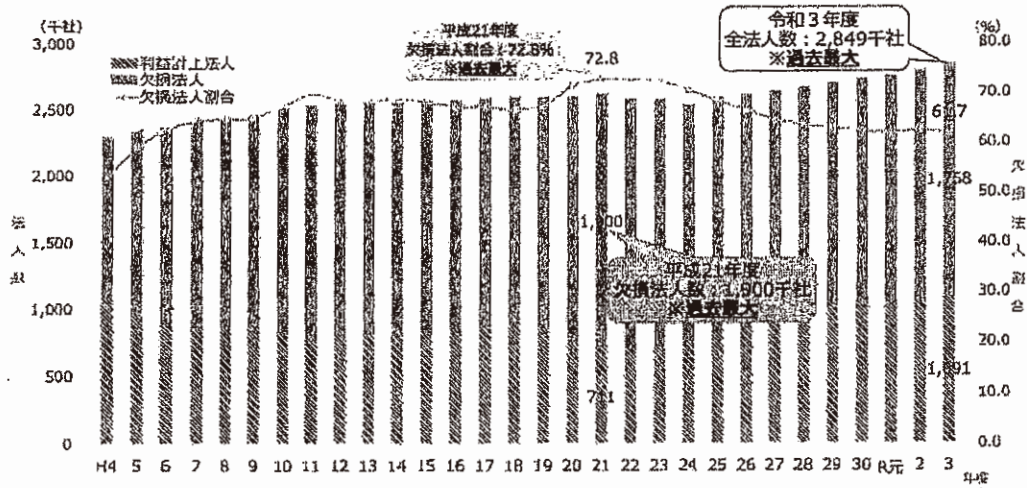 (千社)
3,000
2,500
2,000
1,500
1,000
500
0
法人数
利益計上法人
欠損法人
欠損法人割合
平成21年度
欠損法人割合:72.8%
※過去最大
72.8
令和3年度
全法人数:2,849千社
※過去最大
(%)
80.0
70.0
60.0
50.0
40.0
30.0
20.0
10.0
0.0
欠損法人割合
61.7
1,758
1,091
1,900
平成21年度
欠損法人数:1,900千社
※過去最大
711
H4 5 6 7 8 9 10 11 12 13 14 15 16 17 18 19 20 21 22 23 24 25 26 27 28 29 30 R元 2 3 年度